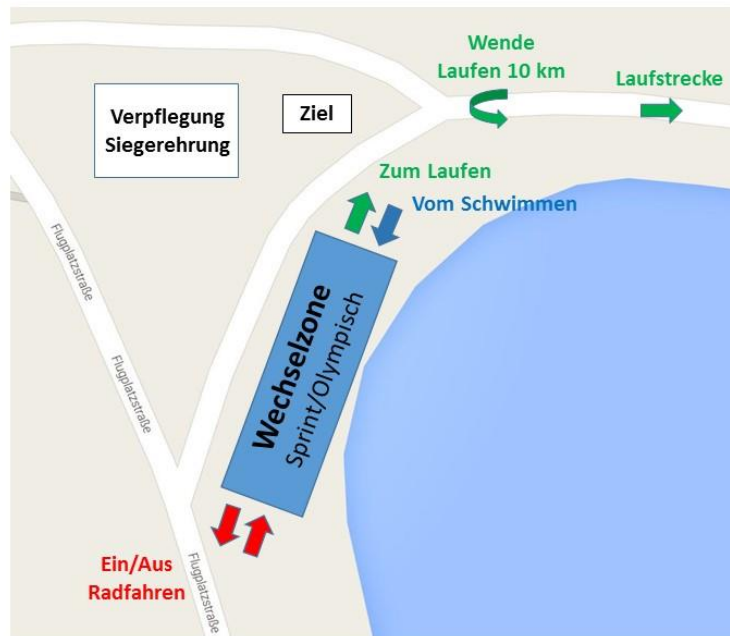 Wende
Laufen 10 km
Laufstrecke
Verpflegung
Siegerehrung
Ziel
Zum Laufen
Vom Schwimmen
Flugplatzstraße
Flugplatzstraße
Wechselzone
Sprint/Olympisch
Ein/Aus
Radfahren
Flugplatzstraße